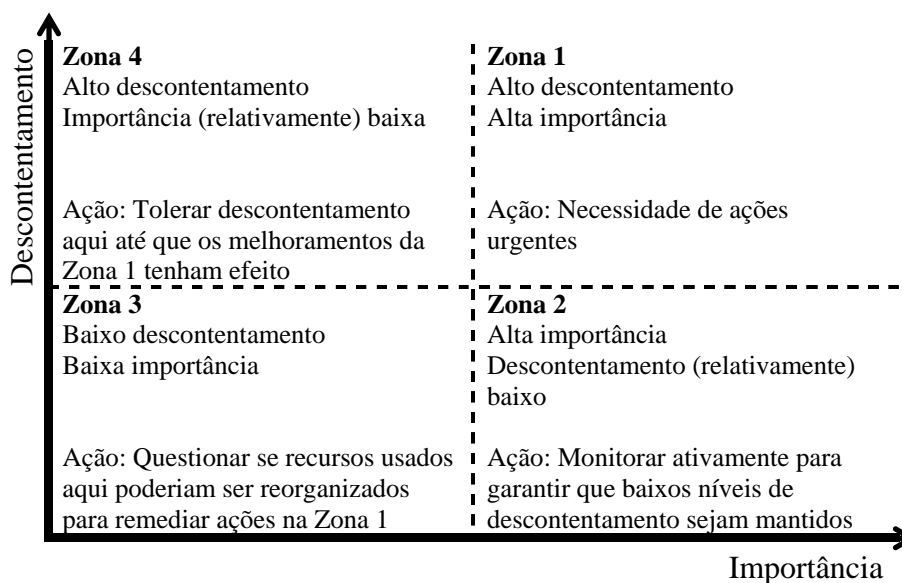 Descontentamento
Zona 4
Alto descontentamento
Importância (relativamente) baixa
Ação: Tolerar descontentamento
aqui até que os melhoramentos da
Zona 1 tenham efeito
Zona 1
Alto descontentamento
Alta importância
Ação: Necessidade de ações
urgentes
Zona 3
Baixo descontentamento
Baixa importância
Ação: Questionar se recursos usados
aqui poderiam ser reorganizados
para remediar ações na Zona 1
Zona 2
Alta importância
Descontentamento (relativamente)
baixo
Ação: Monitorar ativamente para
garantir que baixos níveis de
descontentamento sejam mantidos
Importância